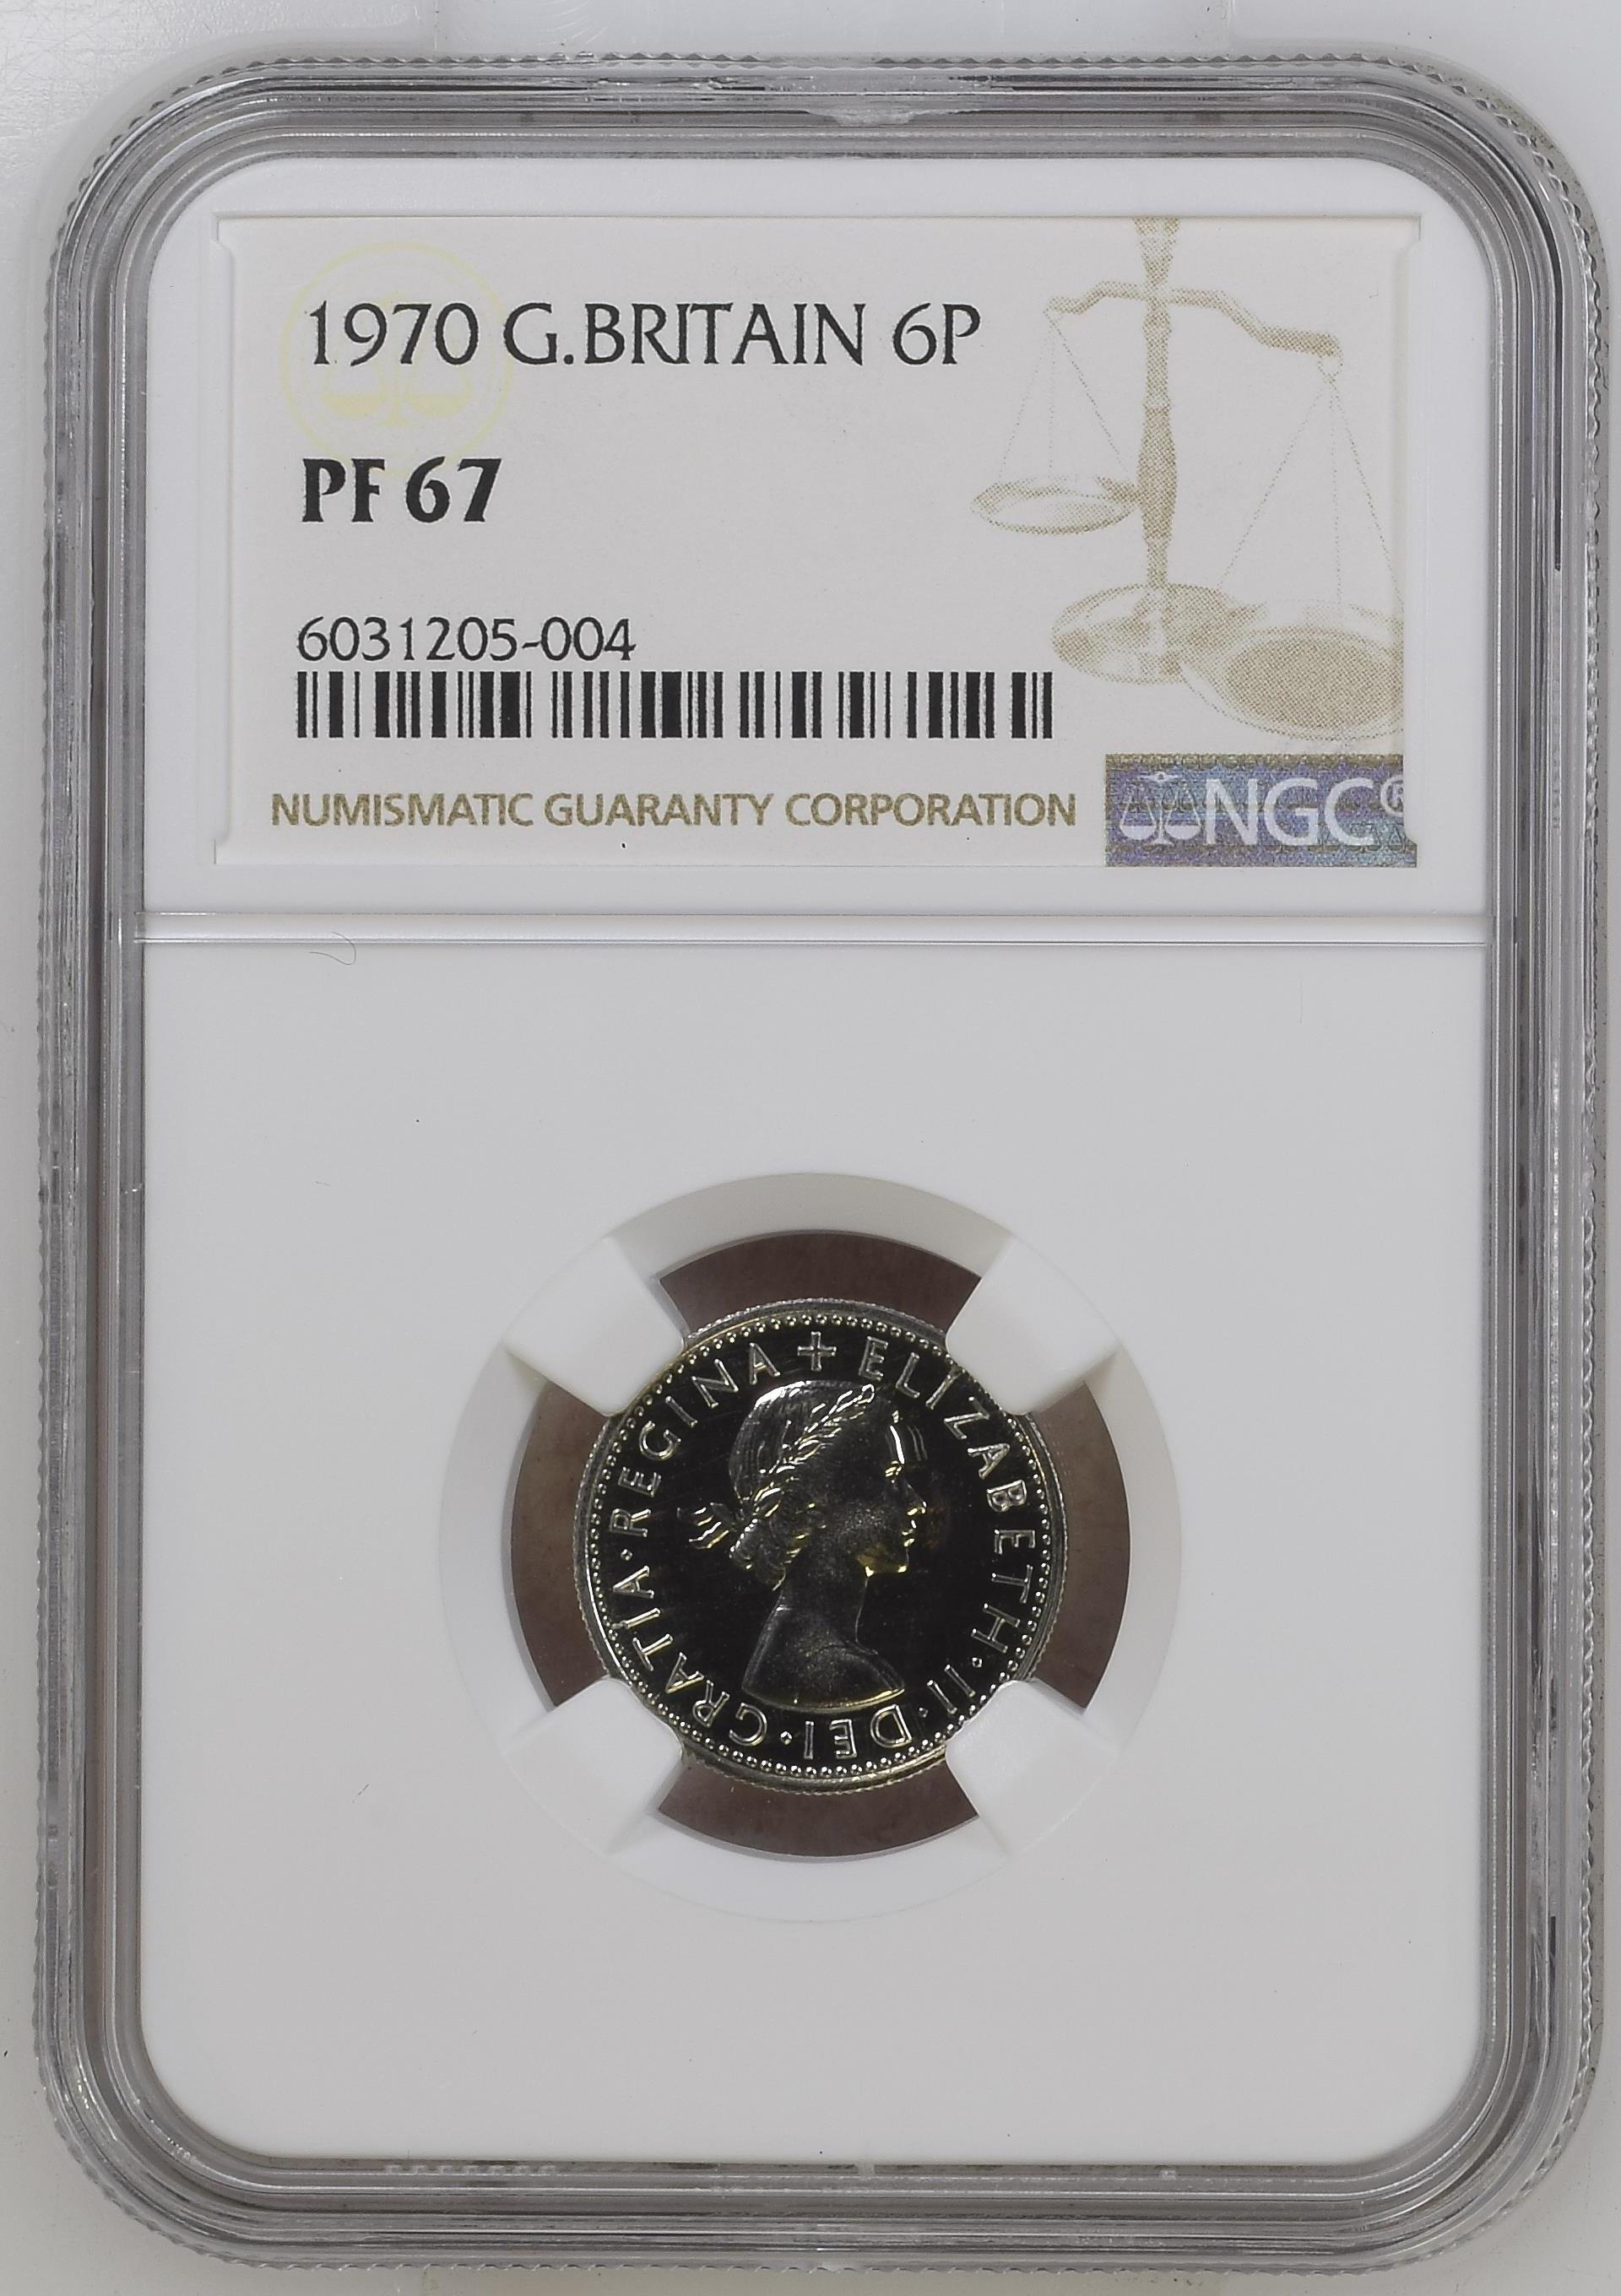 1970 G.BRITAIN 6P
PF 67
6031205-004
NUMISMATIC GUARANTY CORPORATION
NGC®
+ ELIZABETH · II · DEI · GRATIA · REGINA